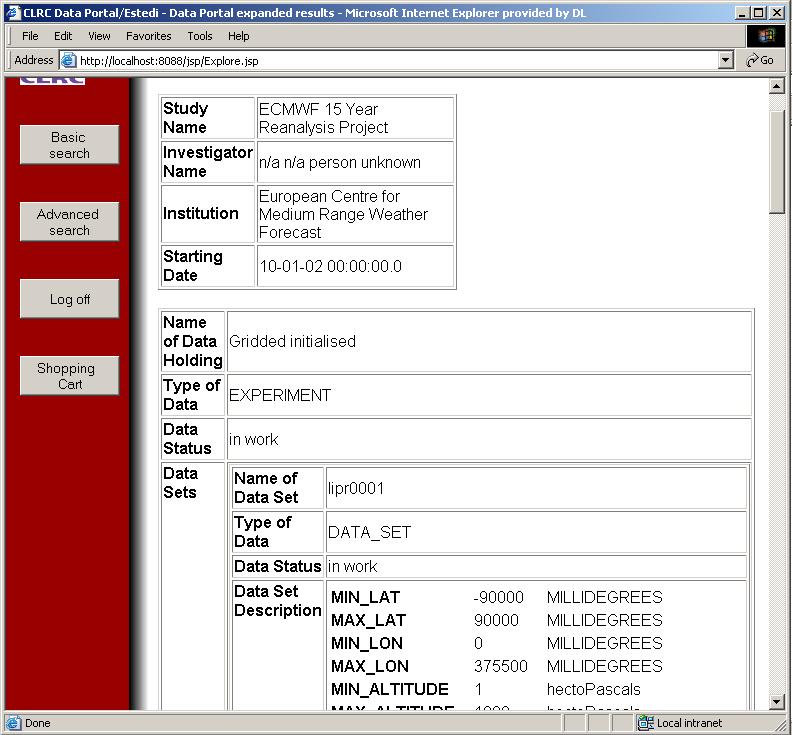 CLRC Data Portal/Estedi - Data Portal expanded results - Microsoft Internet Explorer provided by DL
File Edit View Favorites Tools Help
Address http://localhost:8088/jsp/Explore.jsp Go
CLRC
Basic
search
Advanced
search
Log off
Shopping
Cart
Study
Name
ECMWF 15 Year
Reanalysis Project
Investigator
Name
n/a n/a person unknown
Institution
European Centre for
Medium Range Weather
Forecast
Starting
Date
10-01-02 00:00:00.0
Name
of Data
Holding
Gridded initialised
Type of
Data
EXPERIMENT
Data
Status
in work
Data
Sets
Name of
Data Set
lipr0001
Type of
Data
DATA_SET
Data Status in work
Data Set
Description
MIN_LAT -90000 MILLIDEGREES
MAX_LAT 90000 MILLIDEGREES
MIN_LON 0 MILLIDEGREES
MAX_LON 375500 MILLIDEGREES
MIN_ALTITUDE 1 hectoPascals
MAX_ALTITUDE 1000 hectoPascals
Done Local intranet